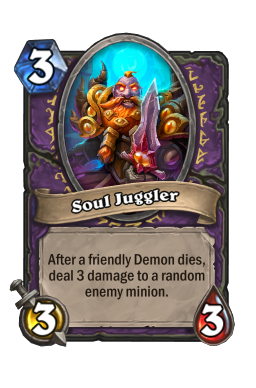 3
Soul Juggler
After a friendly Demon dies,
deal 3 damage to a random
enemy minion.
3
3